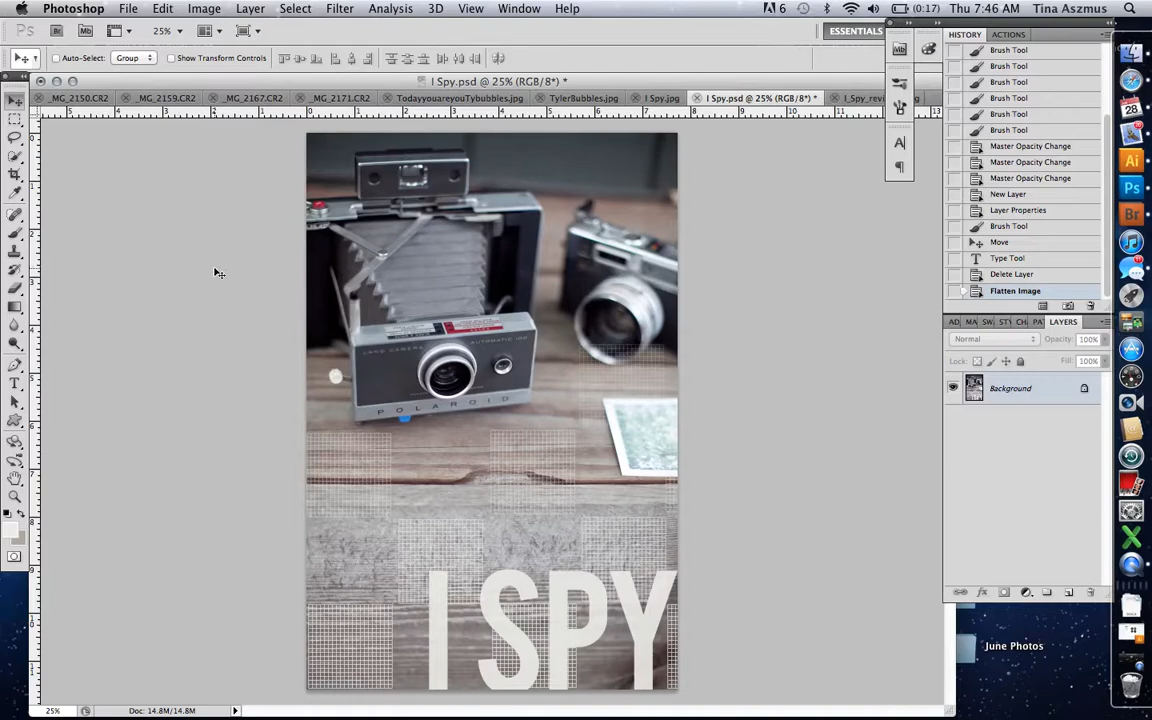 Photoshop File Edit Image Layer Select Filter Analysis 3D View Window Help 6 (0:17) Thu 7:46 AM Tina Aszmus
Ps Br Mb 25% ESSENTIALS
Auto-Select: Group Show Transform Controls
I Spy.psd @ 25% (RGB/8*) *
_MG_2150.CR2 _MG_2159.CR2 _MG_2167.CR2 _MG_2171.CR2 TodayyouareyouTybubbles.jpg TylerBubbles.jpg I Spy.jpg I Spy.psd @ 25% (RGB/8*) *
HISTORY ACTIONS
Brush Tool
Brush Tool
Brush Tool
Brush Tool
Brush Tool
Brush Tool
Master Opacity Change
Master Opacity Change
Master Opacity Change
New Layer
Layer Properties
Brush Tool
Move
Type Tool
Delete Layer
Flatten Image
LAYERS
Normal Opacity: 100%
Lock: Fill: 100%
Background
LAND CAMERA AUTOMATIC 100
POLAROID
I SPY
June Photos
25% Doc: 14.8M/14.8M